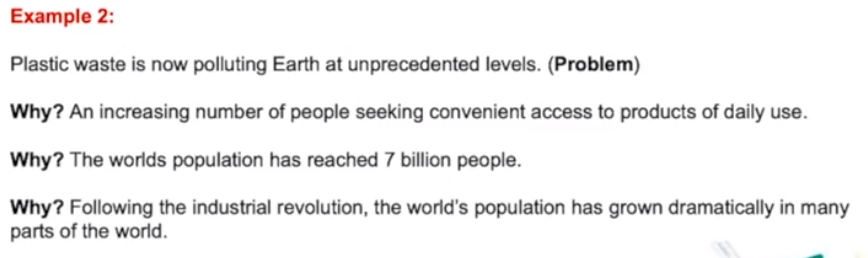 Example 2:
Plastic waste is now polluting Earth at unprecedented levels. (Problem)
Why? An increasing number of people seeking convenient access to products of daily use.
Why? The worlds population has reached 7 billion people.
Why? Following the industrial revolution, the world's population has grown dramatically in many
parts of the world.